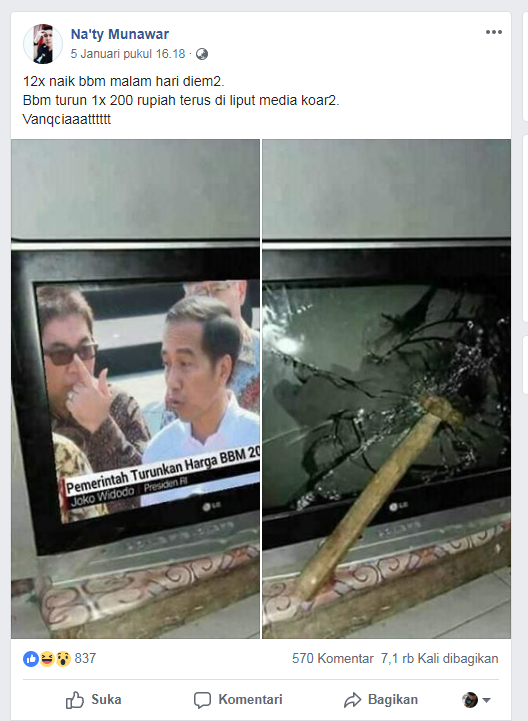 Na'ty Munawar
5 Januari pukul 16.18 ·
12x naik bbm malam hari diem2.
Bbm turun 1x 200 rupiah terus di liput media koar2.
Vanqciaaatttttt
Pemerintah Turunkan Harga BBM 20
Joko Widodo Presiden RI
LG
LG
837
570 Komentar 7,1 rb Kali dibagikan
Suka Komentari Bagikan